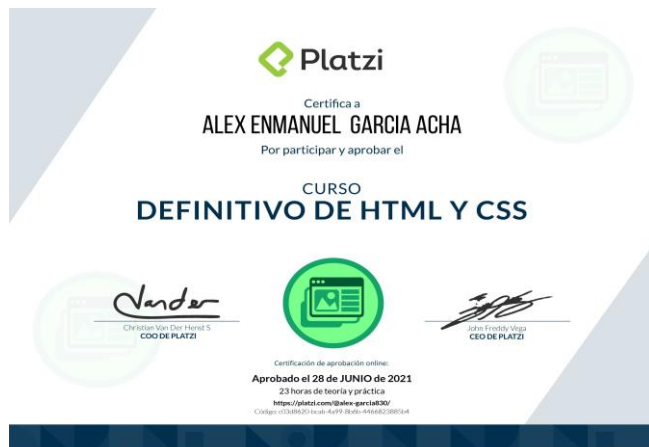 Platzi
Certifica a
ALEX ENMANUEL GARCIA ACHA
Por participar y aprobar el
CURSO
DEFINITIVO DE HTML Y CSS
Vander
Christian Van Der Henst S
COO DE PLATZI
John Freddy Vega
CEO DE PLATZI
Certificación de aprobación online:
Aprobado el 28 de JUNIO de 2021
23 horas de teoría y práctica
https://platzi.com/@alex-garcia830/
Código: